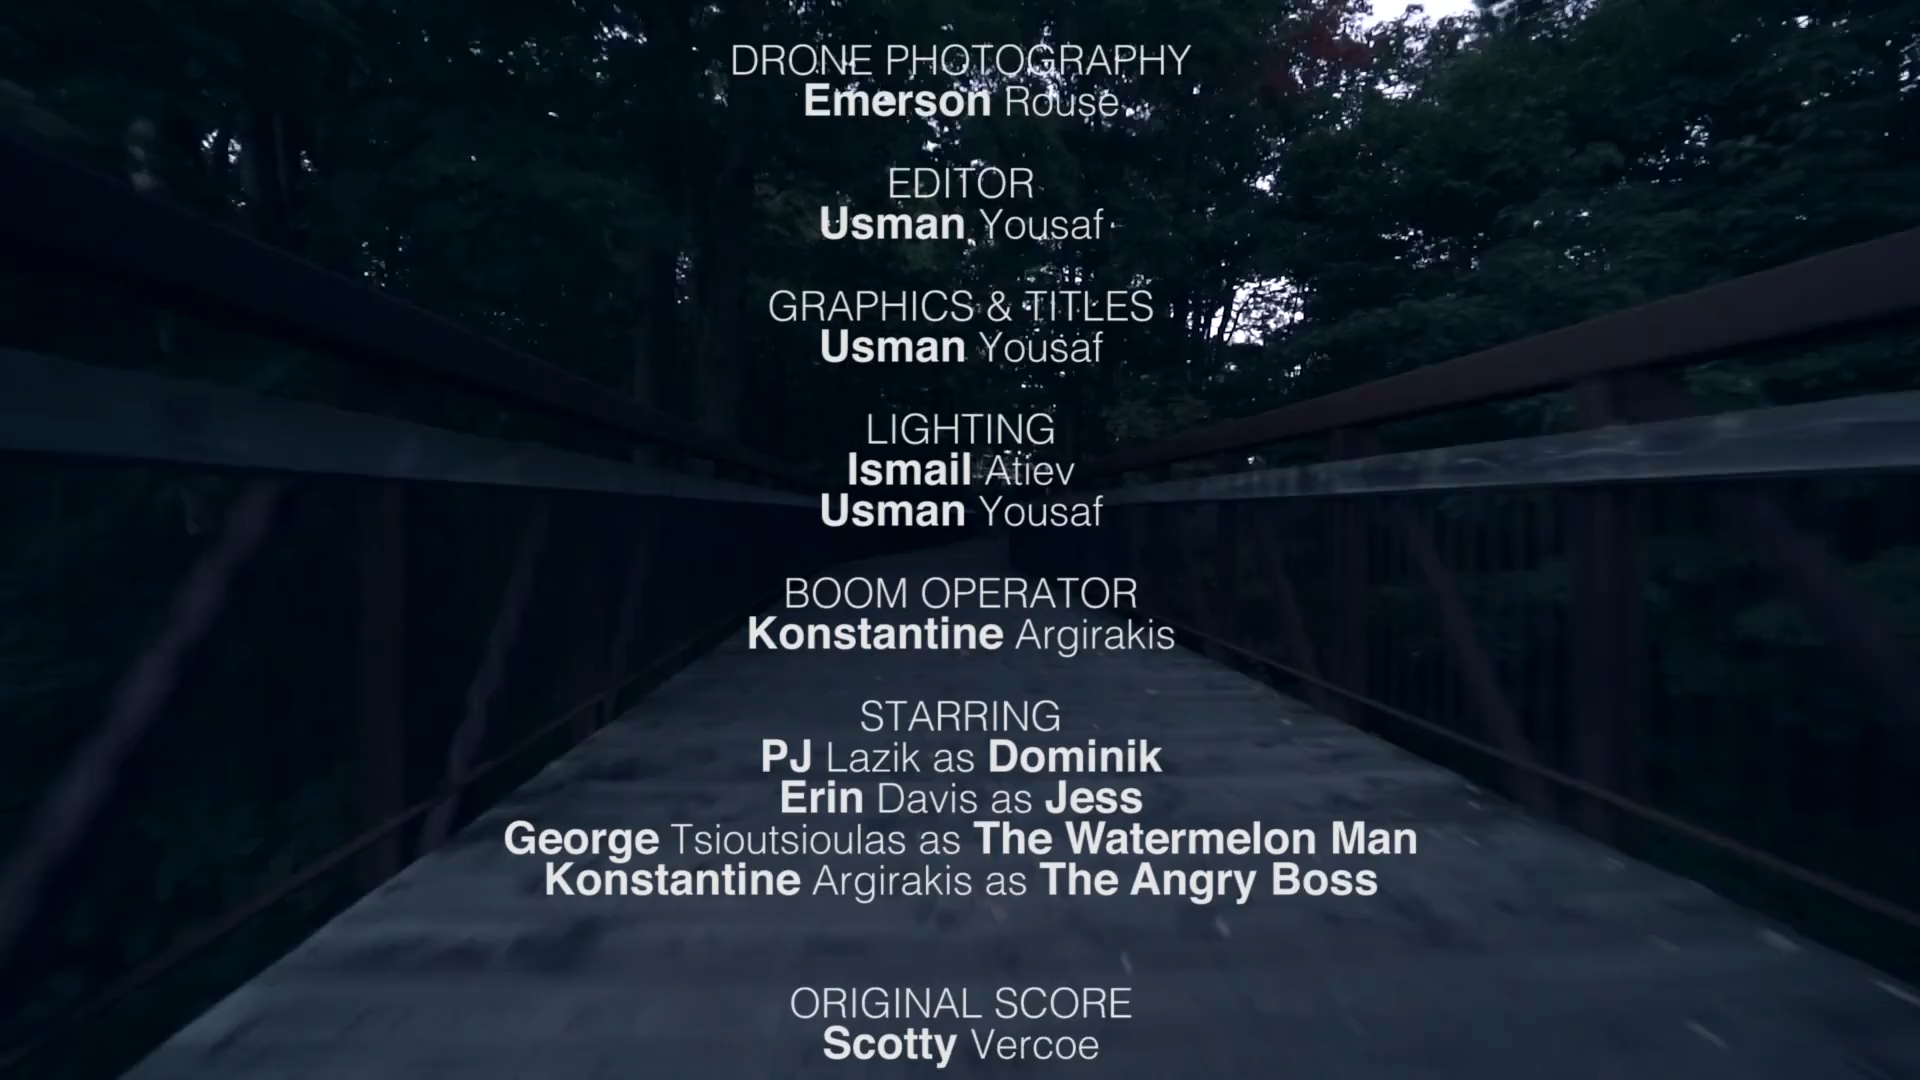 DRONE PHOTOGRAPHY
Emerson Rouse
EDITOR
Usman Yousaf
GRAPHICS & TITLES
Usman Yousaf
LIGHTING
Ismail Atiev
Usman Yousaf
BOOM OPERATOR
Konstantine Argirakis
STARRING
PJ Lazik as Dominik
Erin Davis as Jess
George Tsioutsioulas as The Watermelon Man
Konstantine Argirakis as The Angry Boss
ORIGINAL SCORE
Scotty Vercoe